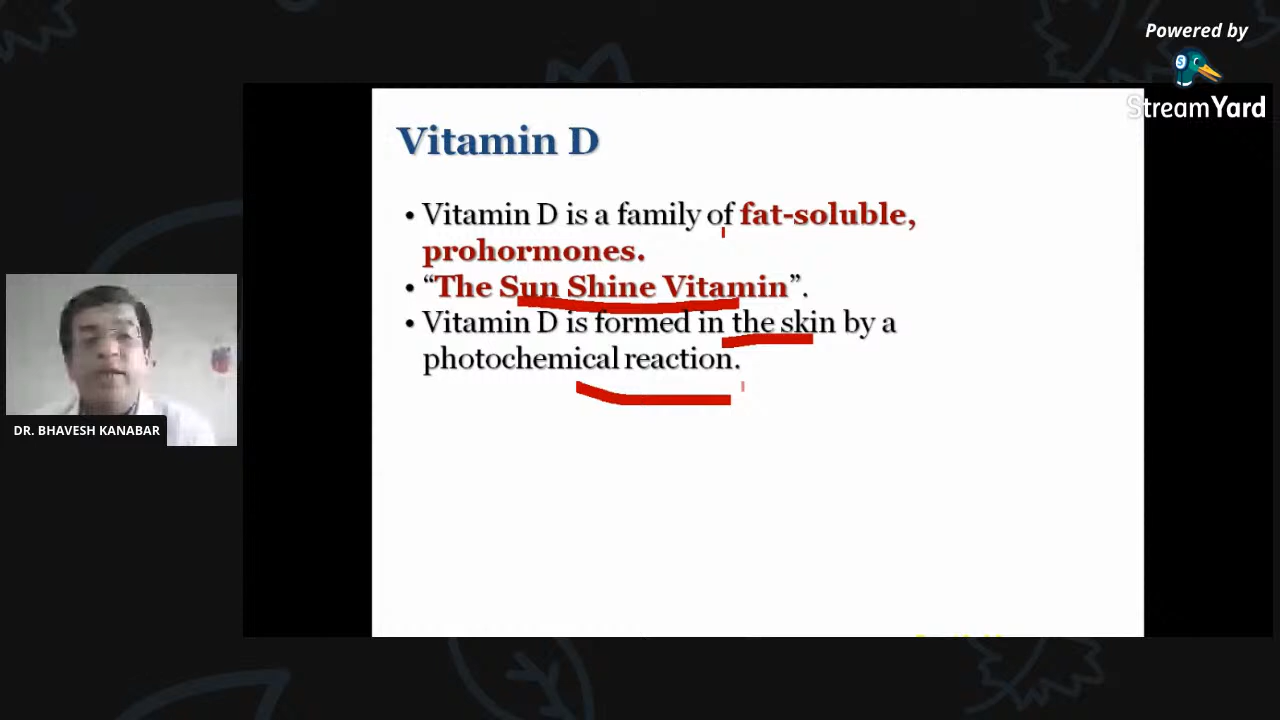 Powered by
StreamYard
Vitamin D
• Vitamin D is a family of fat-soluble,
prohormones.
• “The Sun Shine Vitamin”.
• Vitamin D is formed in the skin by a
photochemical reaction.
DR. BHAVESH KANABAR